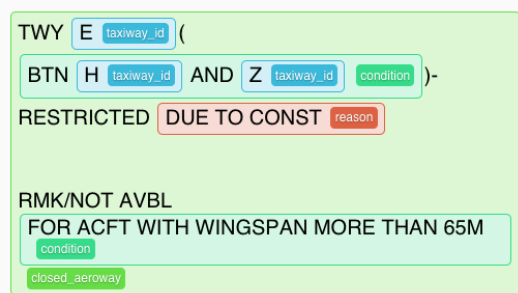 TWY E taxiway_id (
BTN H taxiway_id AND Z taxiway_id condition )-
RESTRICTED DUE TO CONST reason
RMK/NOT AVBL
FOR ACFT WITH WINGSPAN MORE THAN 65M
condition
closed_aeroway